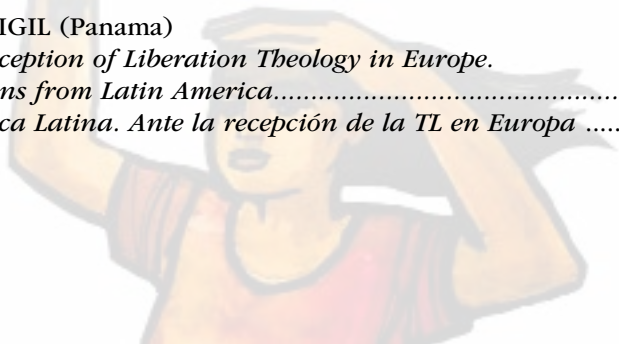 IGIL (Panama)
ception of Liberation Theology in Europe.
ns from Latin America.............................................
ca Latina. Ante la recepción de la TL en Europa .....